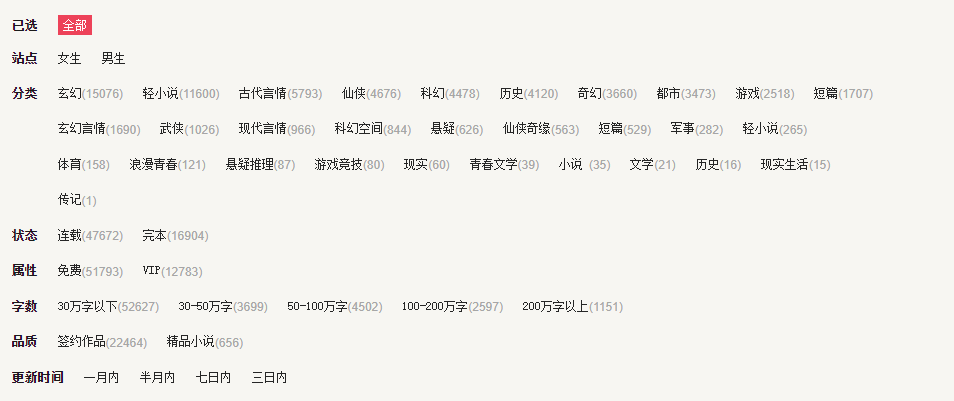 已选 全部
站点 女生 男生
分类 玄幻(15076) 轻小说(11600) 古代言情(5793) 仙侠(4676) 科幻(4478) 历史(4120) 奇幻(3660) 都市(3473) 游戏(2518) 短篇(1707)
玄幻言情(1690) 武侠(1026) 现代言情(966) 科幻空间(844) 悬疑(626) 仙侠奇缘(563) 短篇(529) 军事(282) 轻小说(265)
体育(158) 浪漫青春(121) 悬疑推理(87) 游戏竞技(80) 现实(60) 青春文学(39) 小说 (35) 文学(21) 历史(16) 现实生活(15)
传记(1)
状态 连载(47672) 完本(16904)
属性 免费(51793) VIP(12783)
字数 30万字以下(52627) 30-50万字(3699) 50-100万字(4502) 100-200万字(2597) 200万字以上(1151)
品质 签约作品(22464) 精品小说(656)
更新时间 一月内 半月内 七日内 三日内